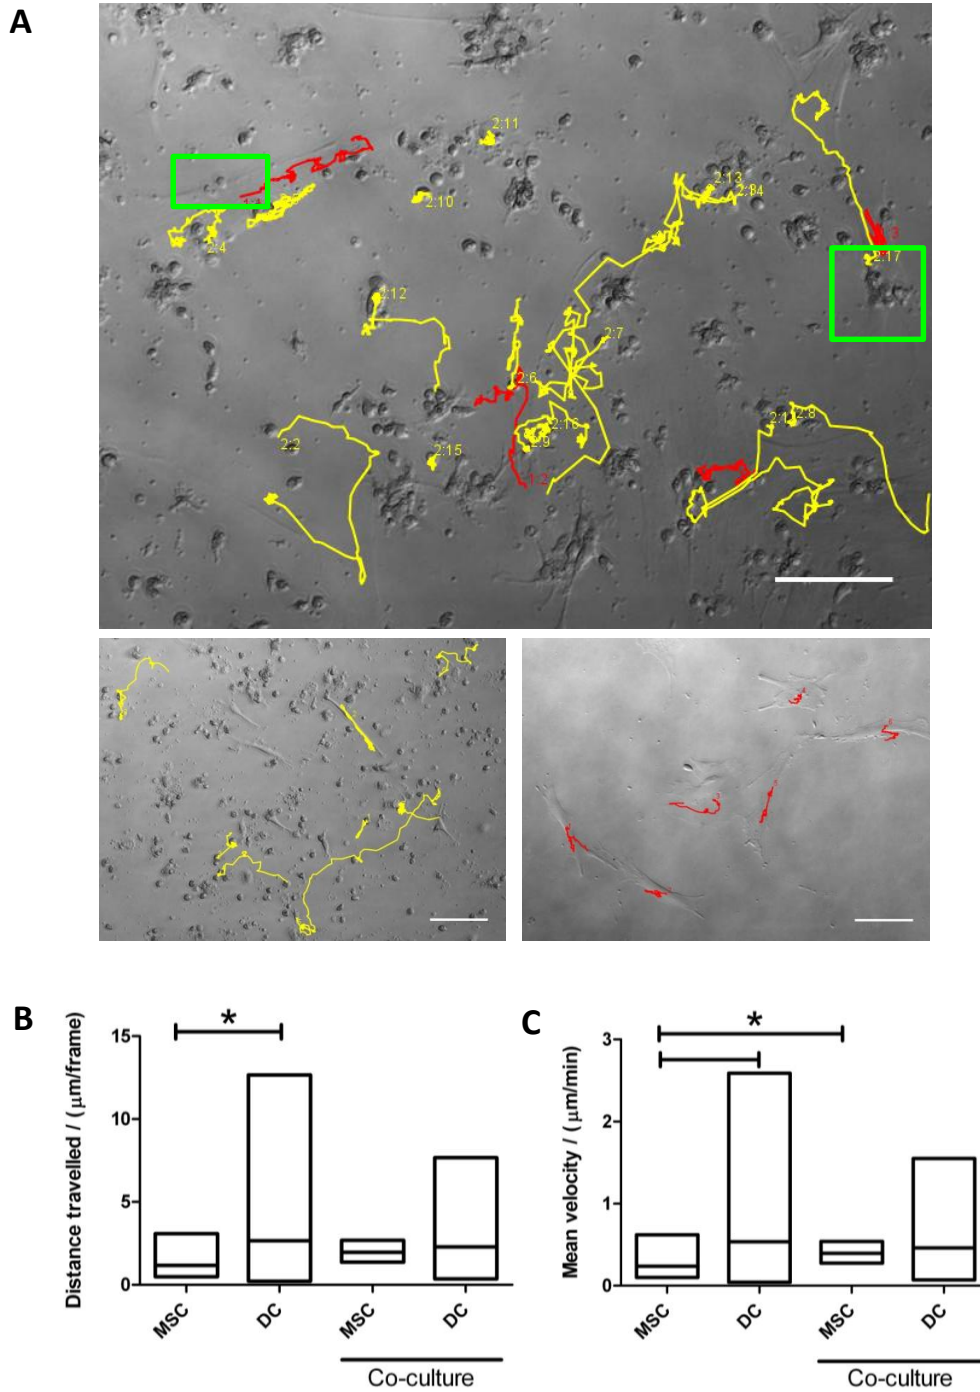 A
2:11
2:10
2:13
2:4
3
2:17
2:12
2:7
2:6
2:16
2:9
2:8
2:2
2:15
1:2
B
C
*
*
15
10
5
0
Distance travelled / (μm/frame)
MSC
DC
MSC
DC
Co-culture
3
2
1
0
Mean velocity / (μm/min)
MSC
DC
MSC
DC
Co-culture